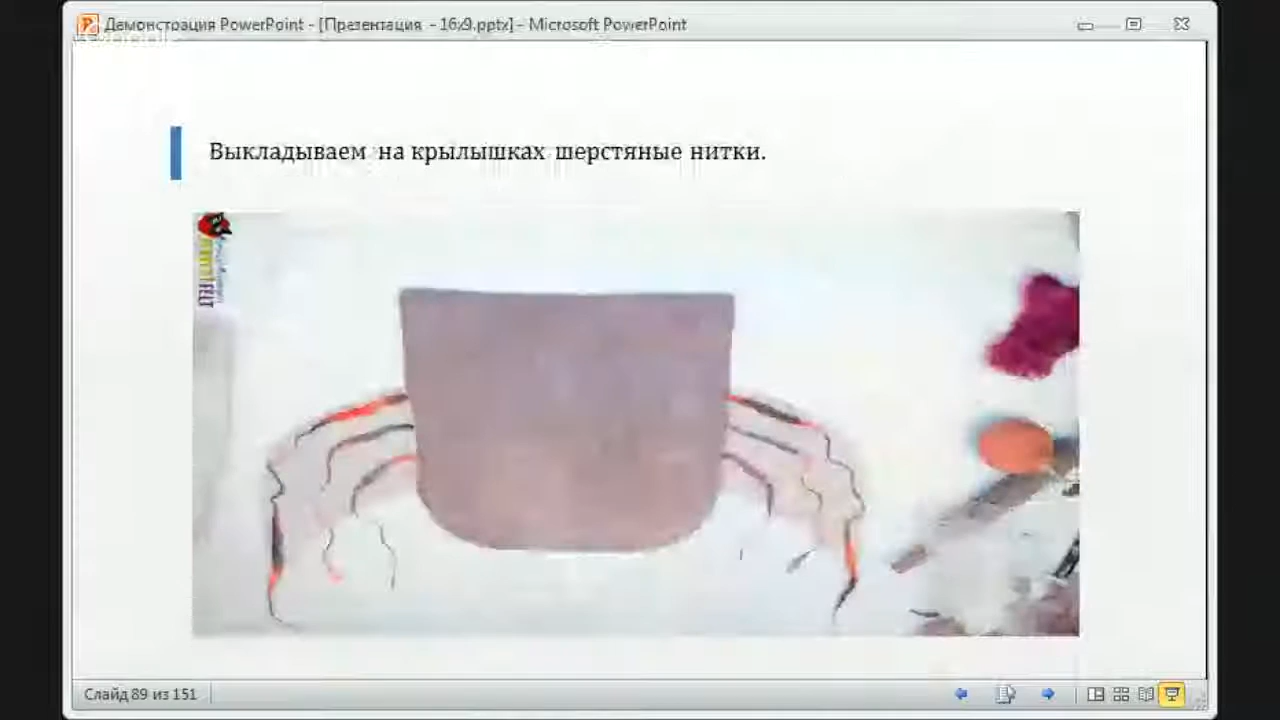 Демонстрация PowerPoint - [Презентация - 16x9.pptx] - Microsoft PowerPoint
Выкладываем на крылышках шерстяные нитки.
Слайд 89 из 151